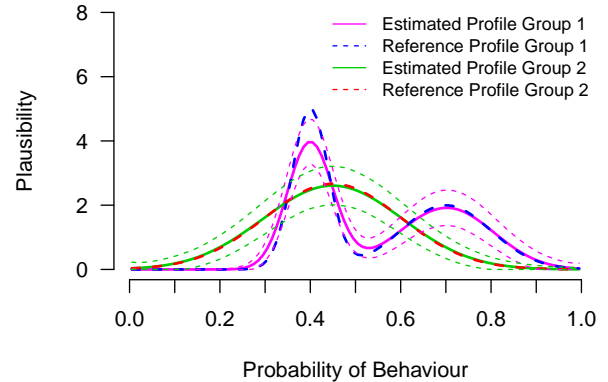 8
6
4
2
0
Plausibility
Estimated Profile Group 1
Reference Profile Group 1
Estimated Profile Group 2
Reference Profile Group 2
0.0 0.2 0.4 0.6 0.8 1.0
Probability of Behaviour